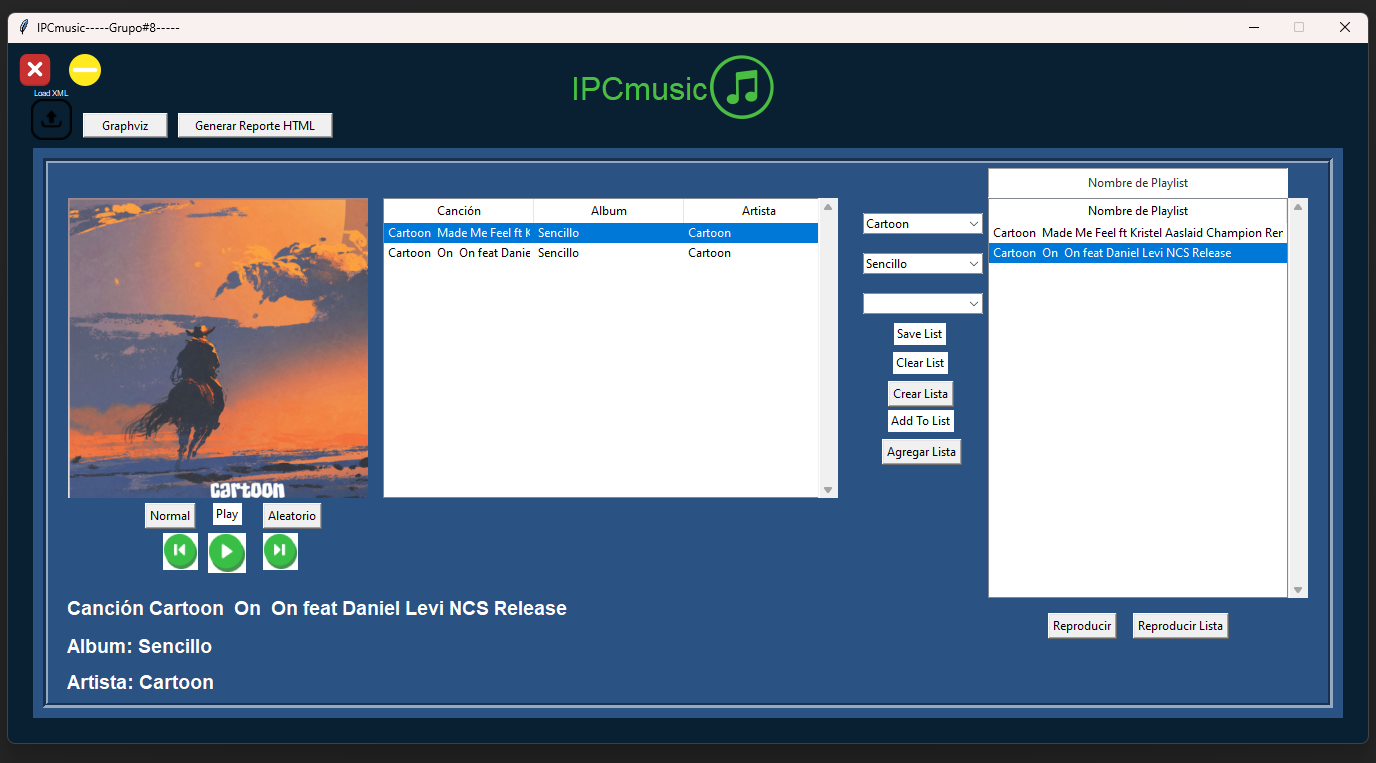 IPCmusic-----Grupo#8-----
IPCmusic
Load XML
Graphviz
Generar Reporte HTML
Nombre de Playlist
Canción Album Artista
Cartoon  Made Me Feel ft K Sencillo Cartoon
Cartoon  On  On feat Danie Sencillo Cartoon
cartoon
Cartoon
Sencillo
Save List
Clear List
Crear Lista
Add To List
Agregar Lista
Nombre de Playlist
Cartoon  Made Me Feel ft Kristel Aaslaid Champion Rer
Cartoon  On  On feat Daniel Levi NCS Release
Normal
Play
Aleatorio
Canción Cartoon  On  On feat Daniel Levi NCS Release
Album: Sencillo
Artista: Cartoon
Reproducir
Reproducir Lista